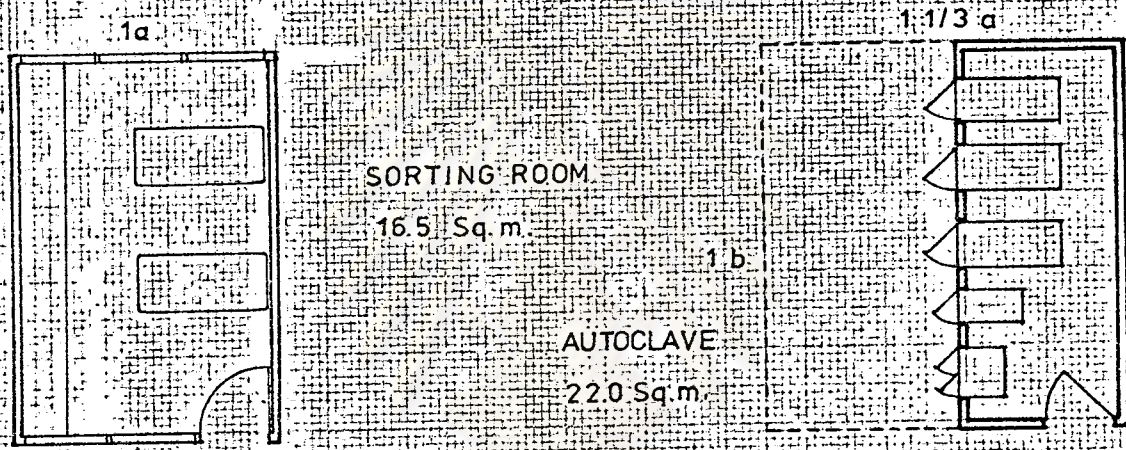 1a
1 1/3 a
SORTING ROOM
16.5 Sq.m.
1 b
AUTOCLAVE
22.0 Sq.m.